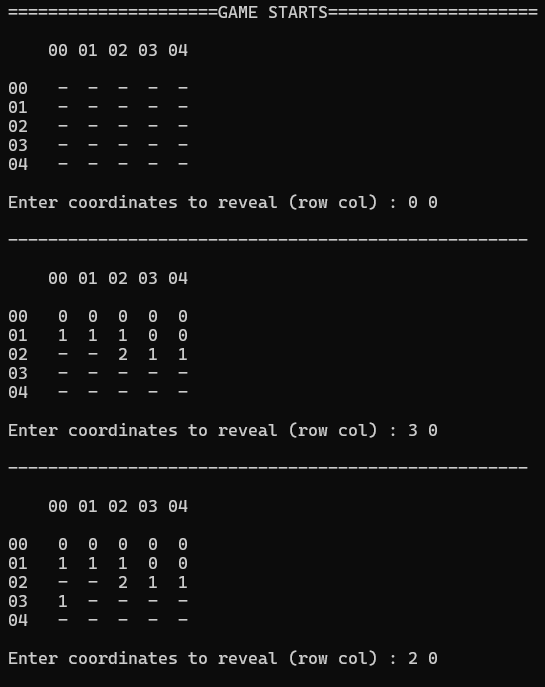 =====================GAME STARTS=====================
00 01 02 03 04
00 - - - - -
01 - - - - -
02 - - - - -
03 - - - - -
04 - - - - -
Enter coordinates to reveal (row col) : 0 0
----------------------------------------------------
00 01 02 03 04
00 0 0 0 0 0
01 1 1 1 0 0
02 - - 2 1 1
03 - - - - -
04 - - - - -
Enter coordinates to reveal (row col) : 3 0
----------------------------------------------------
00 01 02 03 04
00 0 0 0 0 0
01 1 1 1 0 0
02 - - 2 1 1
03 1 - - - -
04 - - - - -
Enter coordinates to reveal (row col) : 2 0